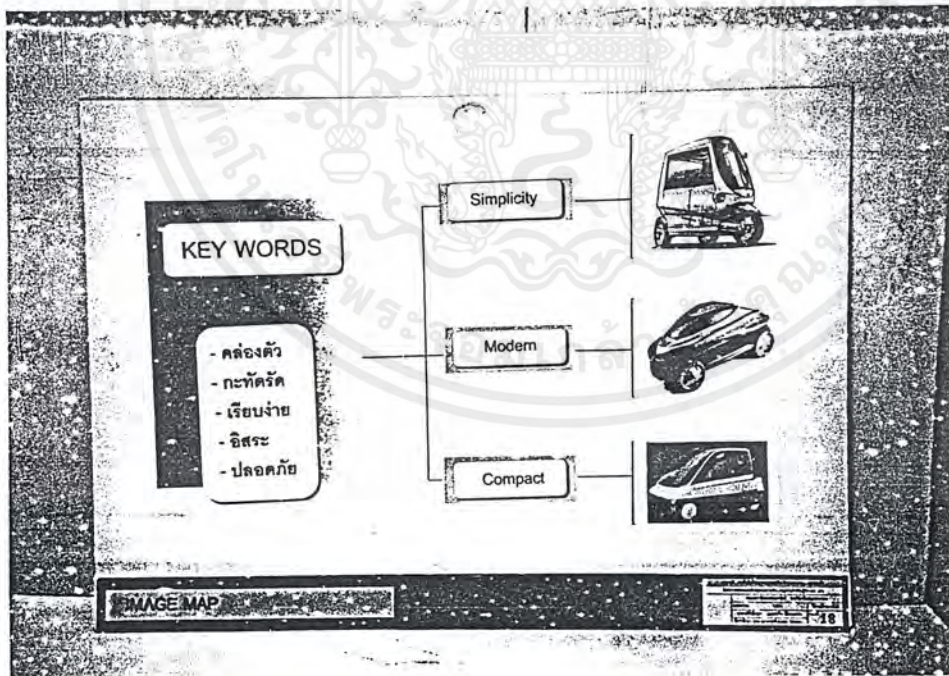 KEY WORDS
- คล่องตัว
- กะทัดรัด
- เรียบง่าย
- อิสระ
- ปลอดภัย
Simplicity
Modern
Compact
IMAGE MAP
18